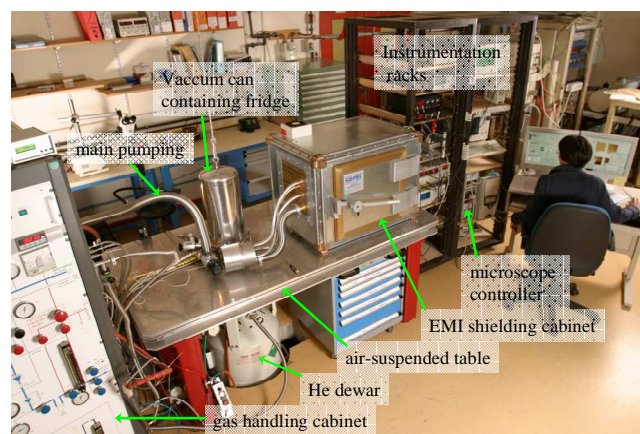 Instrumentation
racks
Vaccum can
containing fridge
main pumping
microscope
controller
EMI shielding cabinet
air-suspended table
He dewar
gas handling cabinet